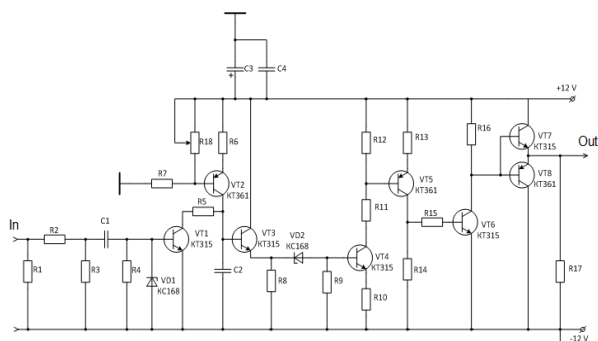 C3
C4
+
+12 V
R18
R6
R12
R13
R16
VT7
KT315
Out
R7
VT2
KT361
VT5
KT361
VT8
KT361
R5
R11
In
R2
C1
VT1
KT315
VT3
KT315
VD2
KC168
R15
VT6
KT315
VT4
KT315
R1
R3
R4
VD1
KC168
C2
R8
R9
R14
R17
R10
-12 V